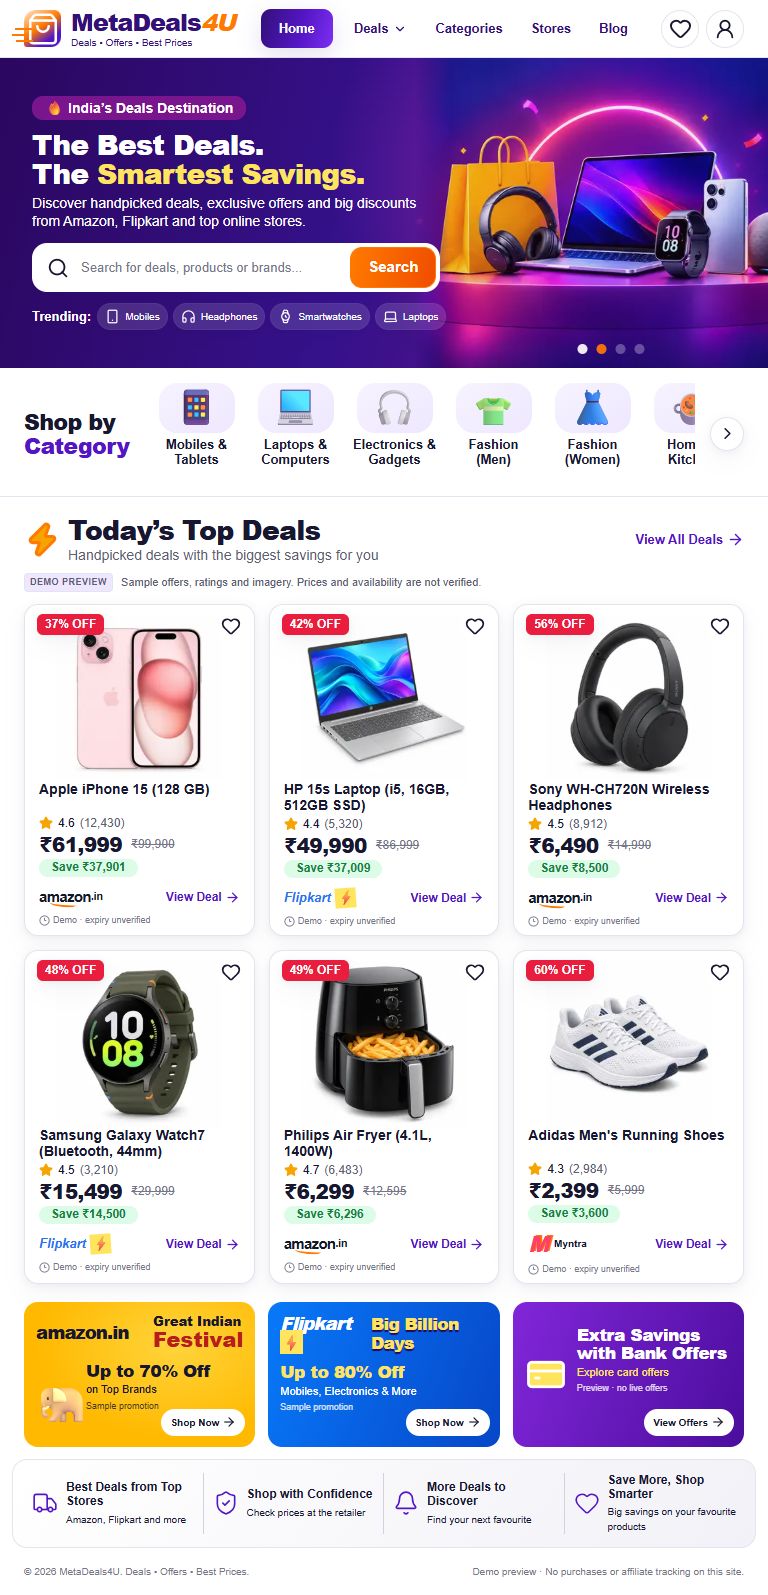 MetaDeals4U
Deals • Offers • Best Prices
Home
Deals
Categories
Stores
Blog
India's Deals Destination
The Best Deals.
The Smartest Savings.
Discover handpicked deals, exclusive offers and big discounts
from Amazon, Flipkart and top online stores.
Search for deals, products or brands...
Search
Trending:
Mobiles
Headphones
Smartwatches
Laptops
10
08
Shop by
Category
Mobiles &
Tablets
Laptops &
Computers
Electronics &
Gadgets
Fashion
(Men)
Fashion
(Women)
Hom
Kitcl
Today's Top Deals
Handpicked deals with the biggest savings for you
View All Deals
DEMO PREVIEW
Sample offers, ratings and imagery. Prices and availability are not verified.
37% OFF
Apple iPhone 15 (128 GB)
4.6 (12,430)
₹61,999 ₹99,900
Save ₹37,901
amazon.in
View Deal
Demo · expiry unverified
42% OFF
HP 15s Laptop (i5, 16GB,
512GB SSD)
4.4 (5,320)
₹49,990 ₹86,999
Save ₹37,009
Flipkart
View Deal
Demo · expiry unverified
56% OFF
Sony WH-CH720N Wireless
Headphones
4.5 (8,912)
₹6,490 ₹14,990
Save ₹8,500
amazon.in
View Deal
Demo · expiry unverified
48% OFF
10
08
Samsung Galaxy Watch7
(Bluetooth, 44mm)
4.5 (3,210)
₹15,499 ₹29,999
Save ₹14,500
Flipkart
View Deal
Demo · expiry unverified
49% OFF
PHILIPS
Philips Air Fryer (4.1L,
1400W)
4.7 (6,483)
₹6,299 ₹12,595
Save ₹6,296
amazon.in
View Deal
Demo · expiry unverified
60% OFF
Adidas Men's Running Shoes
4.3 (2,984)
₹2,399 ₹5,999
Save ₹3,600
Myntra
View Deal
Demo · expiry unverified
amazon.in
Great Indian
Festival
Up to 70% Off
on Top Brands
Sample promotion
Shop Now
Flipkart
Big Billion
Days
Up to 80% Off
Mobiles, Electronics & More
Sample promotion
Shop Now
Extra Savings
with Bank Offers
Explore card offers
Preview · no live offers
View Offers
Best Deals from Top
Stores
Amazon, Flipkart and more
Shop with Confidence
Check prices at the retailer
More Deals to
Discover
Find your next favourite
Save More, Shop
Smarter
Big savings on your favourite
products
© 2026 MetaDeals4U. Deals • Offers • Best Prices.
Demo preview · No purchases or affiliate tracking on this site.